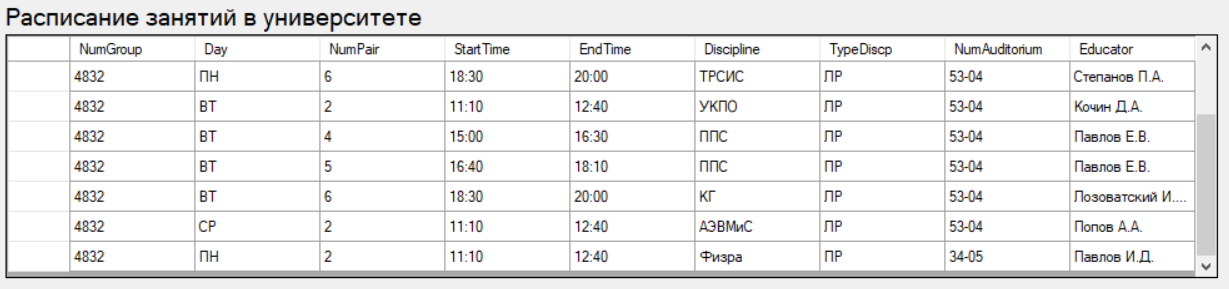 Расписание занятий в университете
NumGroup Day NumPair StartTime EndTime Discipline TypeDiscp NumAuditorium Educator
4832 ПН 6 18:30 20:00 ТРСИС ЛР 53-04 Степанов П.А.
4832 ВТ 2 11:10 12:40 УКПО ЛР 53-04 Кочин Д.А.
4832 ВТ 4 15:00 16:30 ППС ЛР 53-04 Павлов Е.В.
4832 ВТ 5 16:40 18:10 ППС ЛР 53-04 Павлов Е.В.
4832 ВТ 6 18:30 20:00 КГ ЛР 53-04 Лозоватский И....
4832 СР 2 11:10 12:40 АЭВМиС ЛР 53-04 Попов А.А.
4832 ПН 2 11:10 12:40 Физра ПР 34-05 Павлов И.Д.